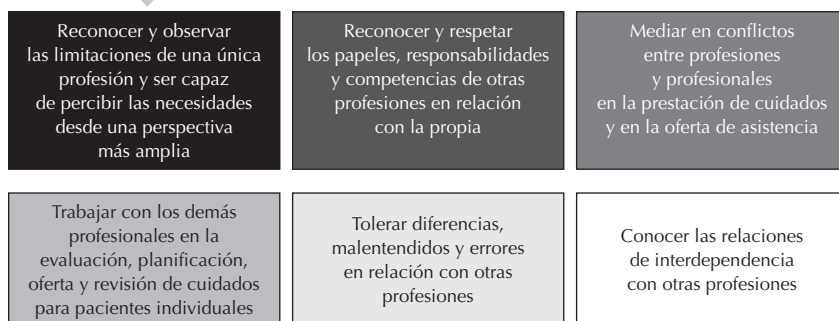 Reconocer y observar
las limitaciones de una única
profesión y ser capaz
de percibir las necesidades
desde una perspectiva
más amplia
Reconocer y respetar
los papeles, responsabilidades
y competencias de otras
profesiones en relación
con la propia
Mediar en conflictos
entre profesiones
y profesionales
en la prestación de cuidados
y en la oferta de asistencia
Trabajar con los demás
profesionales en la
evaluación, planificación,
oferta y revisión de cuidados
para pacientes individuales
Tolerar diferencias,
malentendidos y errores
en relación con otras
profesiones
Conocer las relaciones
de interdependencia
con otras profesiones